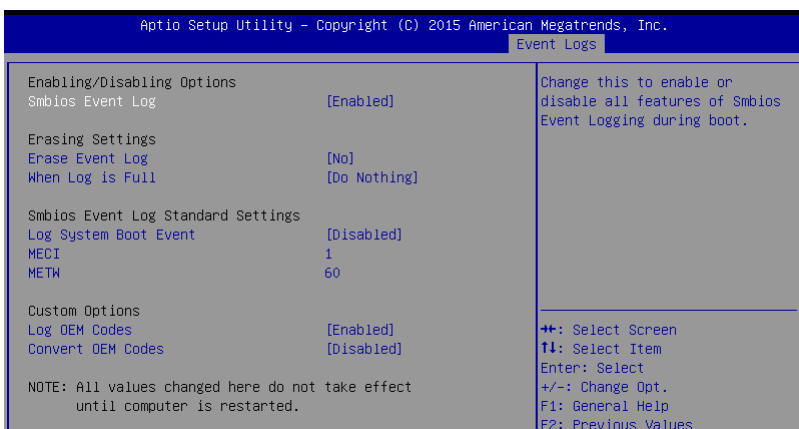 Aptio Setup Utility – Copyright (C) 2015 American Megatrends, Inc.
Event Logs
Enabling/Disabling Options
Smbios Event Log [Enabled]
Erasing Settings
Erase Event Log [No]
When Log is Full [Do Nothing]
Smbios Event Log Standard Settings
Log System Boot Event [Disabled]
MECI 1
METW 60
Custom Options
Log OEM Codes [Enabled]
Convert OEM Codes [Disabled]
NOTE: All values changed here do not take effect
until computer is restarted.
Change this to enable or
disable all features of Smbios
Event Logging during boot.
→←: Select Screen
↑↓: Select Item
Enter: Select
+/-: Change Opt.
F1: General Help
F2: Previous Values